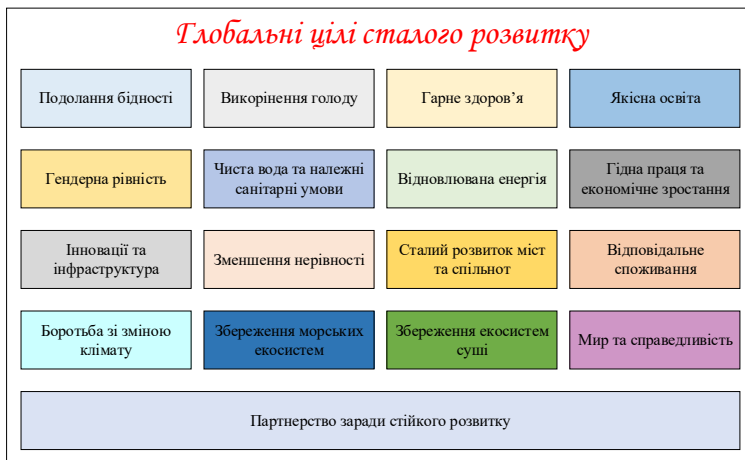 Глобальні цілі сталого розвитку
Подолання бідності
Викорінення голоду
Гарне здоров’я
Якісна освіта
Гендерна рівність
Чиста вода та належні
санітарні умови
Відновлювана енергія
Гідна праця та
економічне зростання
Інновації та
інфраструктура
Зменшення нерівності
Сталий розвиток міст
та спільнот
Відповідальне
споживання
Боротьба зі зміною
клімату
Збереження морських
екосистем
Збереження екосистем
суші
Мир та справедливість
Партнерство заради стійкого розвитку